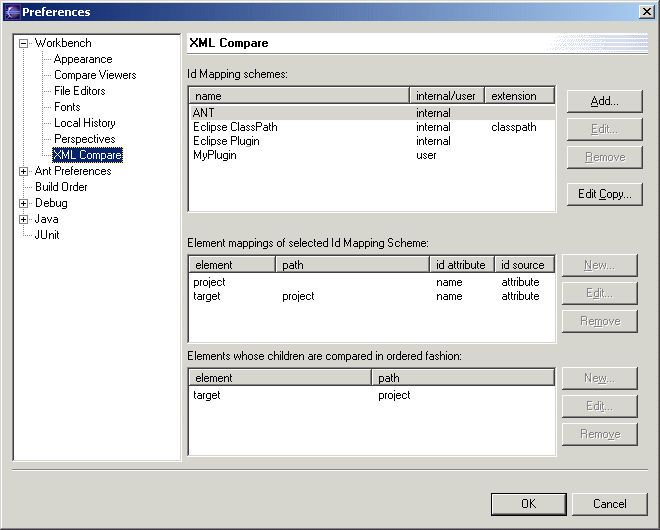 Preferences
Workbench
Appearance
Compare Viewers
File Editors
Fonts
Local History
Perspectives
XML Compare
Ant Preferences
Build Order
Debug
Java
JUnit
XML Compare
Id Mapping schemes:
name internal/user extension
ANT internal
Eclipse ClassPath internal classpath
Eclipse Plugin internal
MyPlugin user
Add...
Edit...
Remove
Edit Copy...
Element mappings of selected Id Mapping Scheme:
element path id attribute id source
project name attribute
target project name attribute
New...
Edit...
Remove
Elements whose children are compared in ordered fashion:
element path
target project
New...
Edit...
Remove
OK Cancel